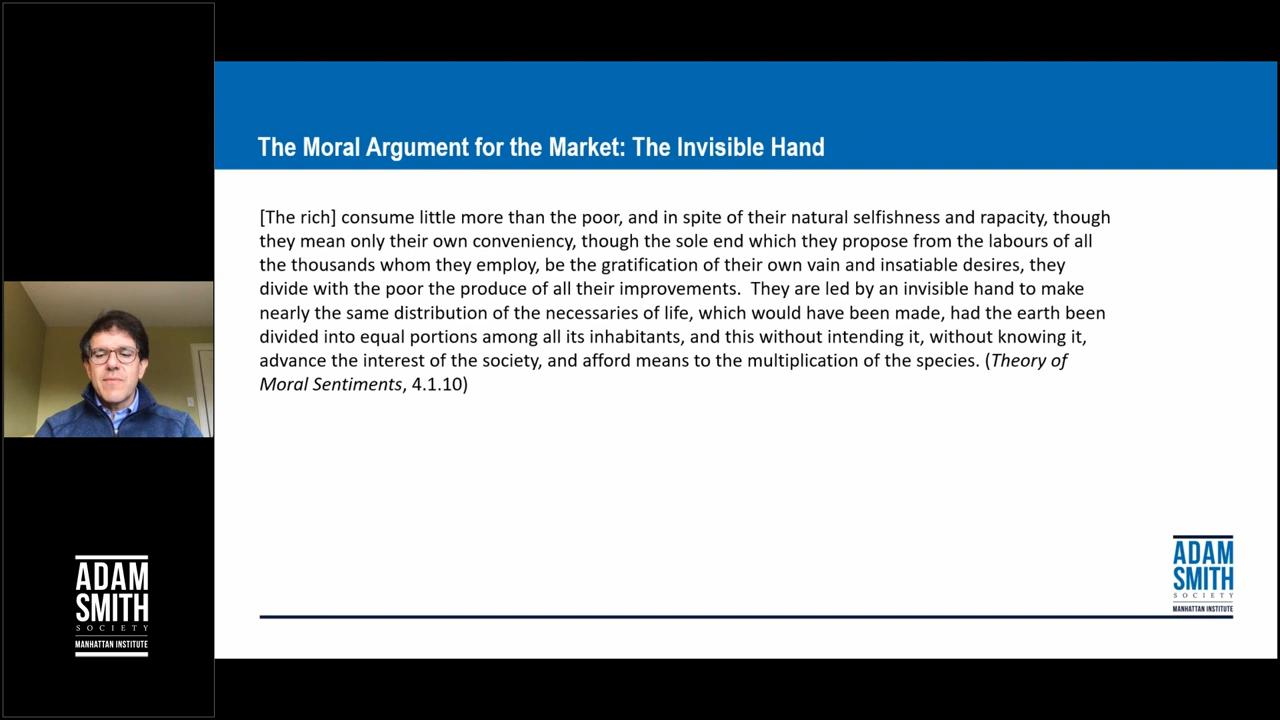 The Moral Argument for the Market: The Invisible Hand
[The rich] consume little more than the poor, and in spite of their natural selfishness and rapacity, though
they mean only their own conveniency, though the sole end which they propose from the labours of all
the thousands whom they employ, be the gratification of their own vain and insatiable desires, they
divide with the poor the produce of all their improvements.  They are led by an invisible hand to make
nearly the same distribution of the necessaries of life, which would have been made, had the earth been
divided into equal portions among all its inhabitants, and this without intending it, without knowing it,
advance the interest of the society, and afford means to the multiplication of the species. (Theory of
Moral Sentiments, 4.1.10)
ADAM
SMITH
SOCIETY
MANHATTAN INSTITUTE
ADAM
SMITH
SOCIETY
MANHATTAN INSTITUTE